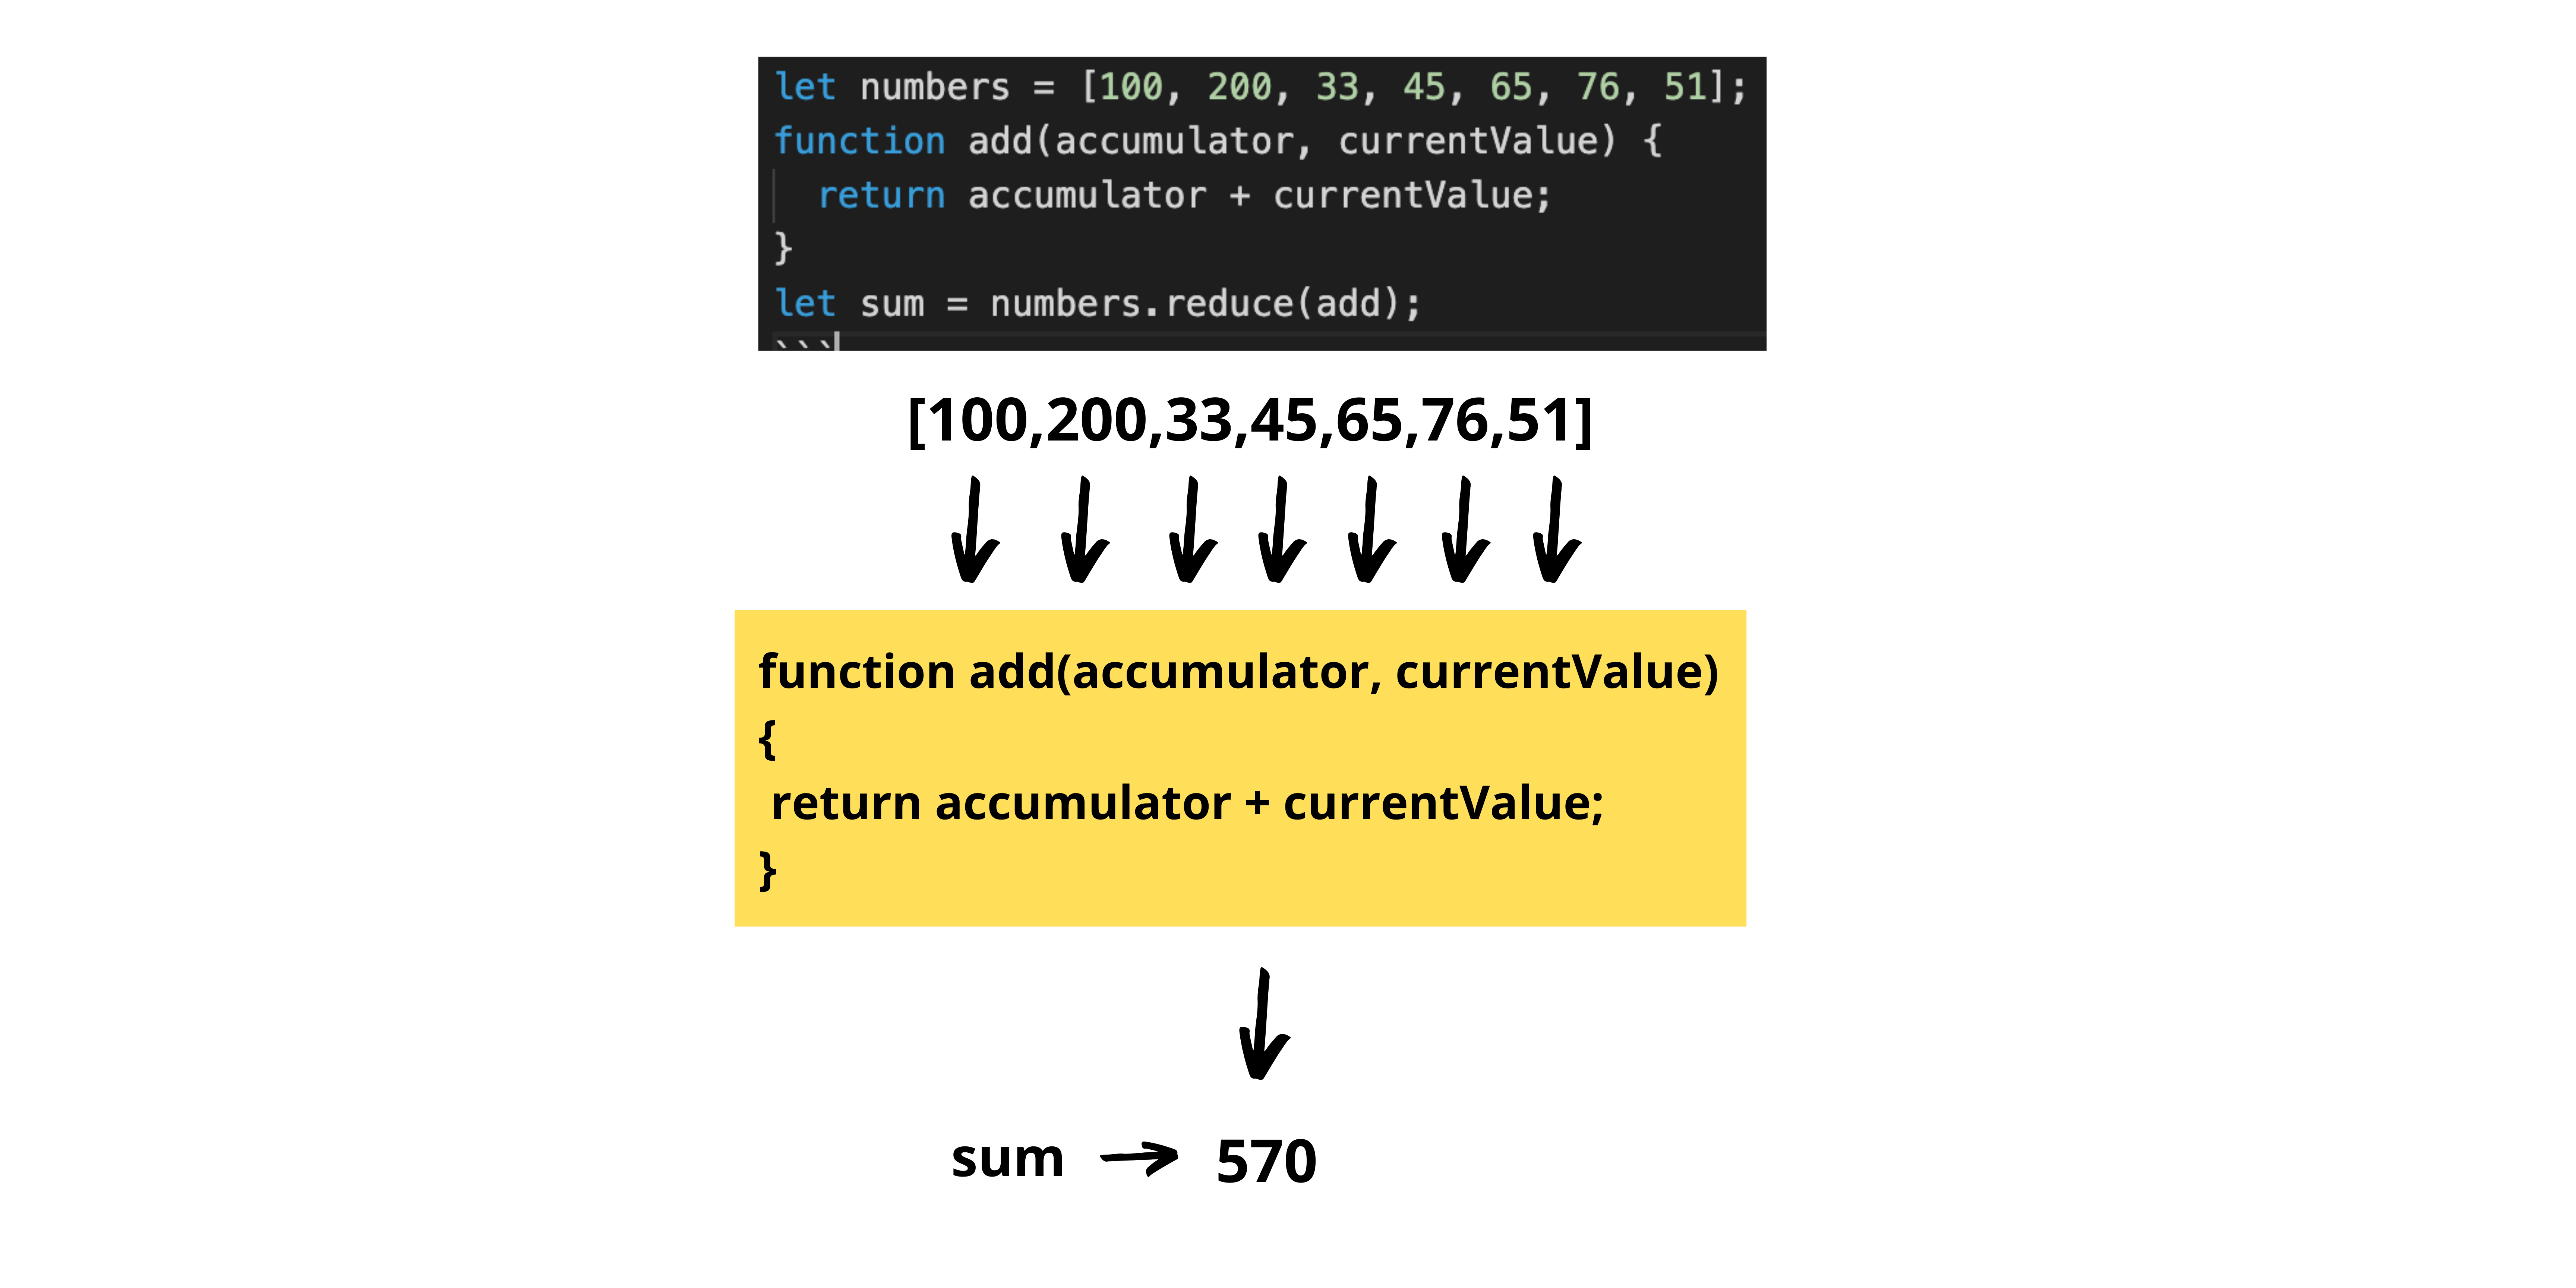 let numbers = [100, 200, 33, 45, 65, 76, 51];
function add(accumulator, currentValue) {
  return accumulator + currentValue;
}
let sum = numbers.reduce(add);
```
[100,200,33,45,65,76,51]
function add(accumulator, currentValue)
{
 return accumulator + currentValue;
}
sum → 570